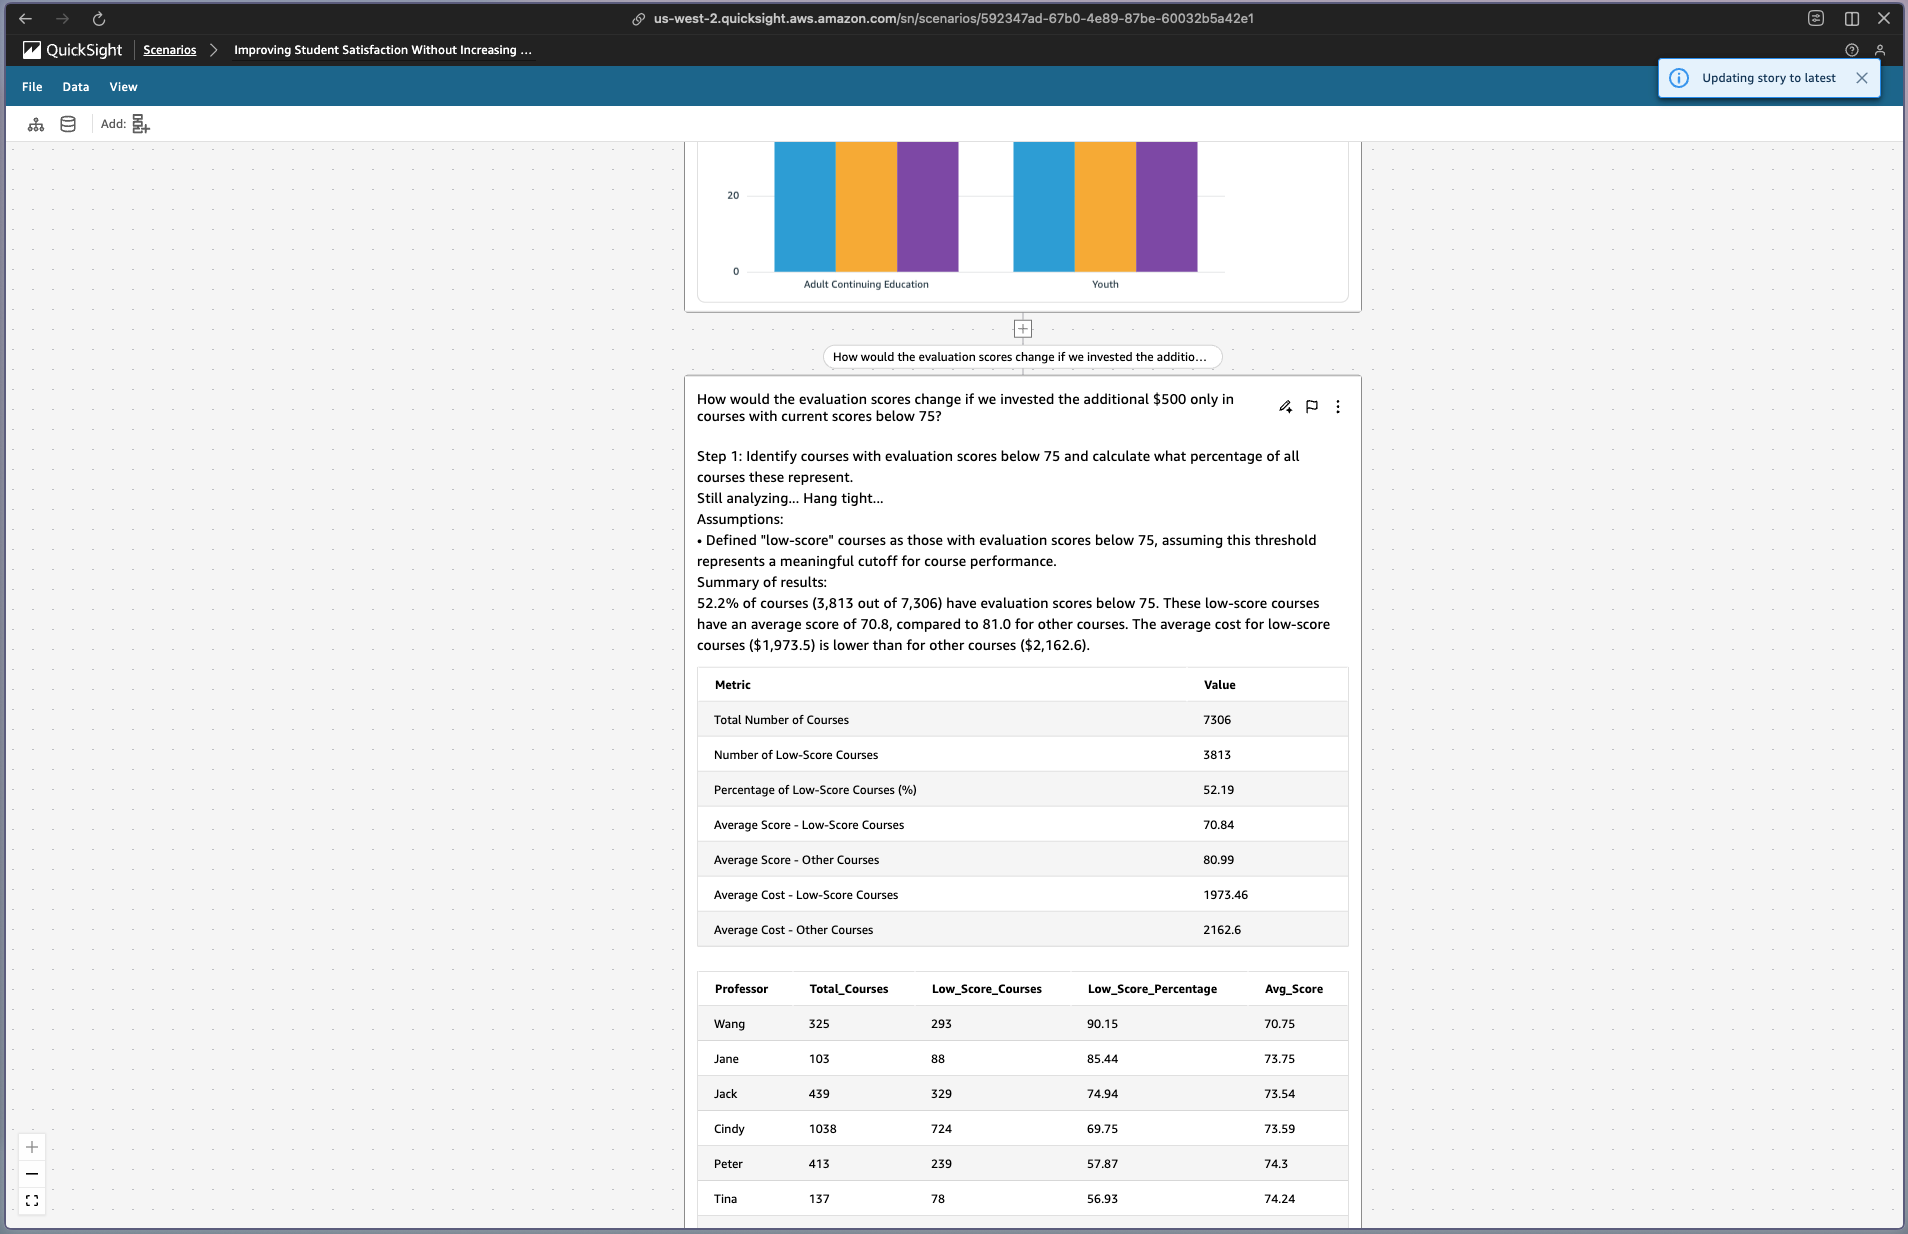 us-west-2.quicksight.aws.amazon.com/sn/scenarios/592347ad-67b0-4e89-87be-60032b5a42e1
QuickSight
Scenarios
Improving Student Satisfaction Without Increasing ...
Updating story to latest
File
Data
View
Add:
20
0
Adult Continuing Education
Youth
How would the evaluation scores change if we invested the additio...
How would the evaluation scores change if we invested the additional $500 only in
courses with current scores below 75?
Step 1: Identify courses with evaluation scores below 75 and calculate what percentage of all
courses these represent.
Still analyzing... Hang tight...
Assumptions:
• Defined "low-score" courses as those with evaluation scores below 75, assuming this threshold
represents a meaningful cutoff for course performance.
Summary of results:
52.2% of courses (3,813 out of 7,306) have evaluation scores below 75. These low-score courses
have an average score of 70.8, compared to 81.0 for other courses. The average cost for low-score
courses ($1,973.5) is lower than for other courses ($2,162.6).
Metric Value
Total Number of Courses 7306
Number of Low-Score Courses 3813
Percentage of Low-Score Courses (%) 52.19
Average Score - Low-Score Courses 70.84
Average Score - Other Courses 80.99
Average Cost - Low-Score Courses 1973.46
Average Cost - Other Courses 2162.6
Professor Total_Courses Low_Score_Courses Low_Score_Percentage Avg_Score
Wang 325 293 90.15 70.75
Jane 103 88 85.44 73.75
Jack 439 329 74.94 73.54
Cindy 1038 724 69.75 73.59
Peter 413 239 57.87 74.3
Tina 137 78 56.93 74.24